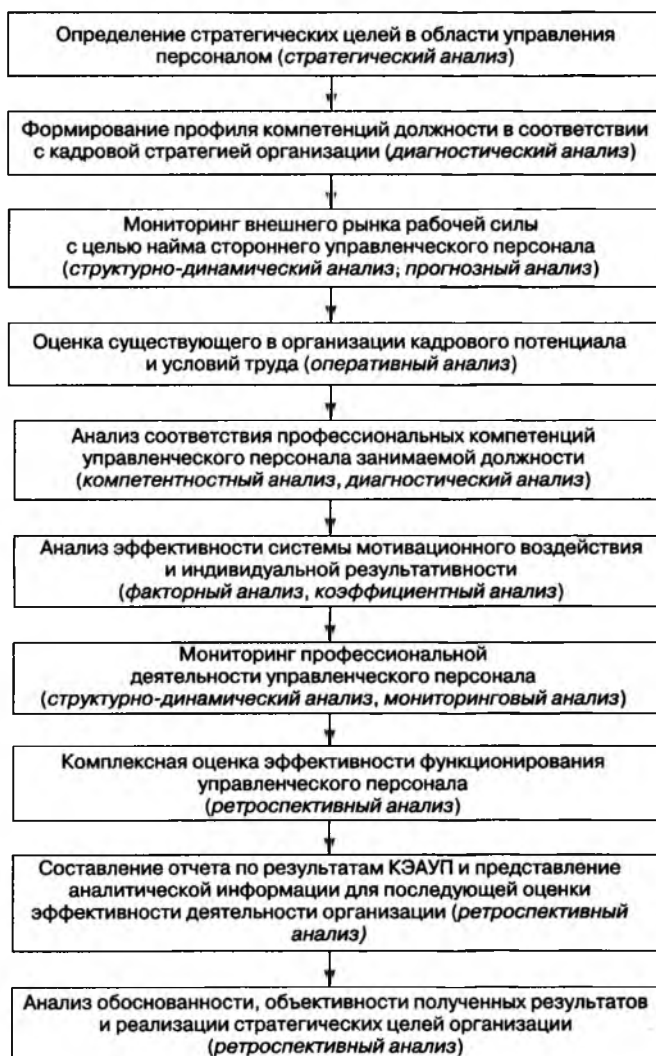 Определение стратегических целей в области управления
персоналом (стратегический анализ)
Формирование профиля компетенций должности в соответствии
с кадровой стратегией организации (диагностический анализ)
Мониторинг внешнего рынка рабочей силы
с целью найма стороннего управленческого персонала
(структурно-динамический анализ; прогнозный анализ)
Оценка существующего в организации кадрового потенциала
и условий труда (оперативный анализ)
Анализ соответствия профессиональных компетенций
управленческого персонала занимаемой должности
(компетентностный анализ, диагностический анализ)
Анализ эффективности системы мотивационного воздействия
и индивидуальной результативности
(факторный анализ, коэффициентный анализ)
Мониторинг профессиональной
деятельности управленческого персонала
(структурно-динамический анализ, мониторинговый анализ)
Комплексная оценка эффективности функционирования
управленческого персонала
(ретроспективный анализ)
Составление отчета по результатам КЭАУП и представление
аналитической информации для последующей оценки
эффективности деятельности организации (ретроспективный
анализ)
Анализ обоснованности, объективности полученных результатов
и реализации стратегических целей организации
(ретроспективный анализ)